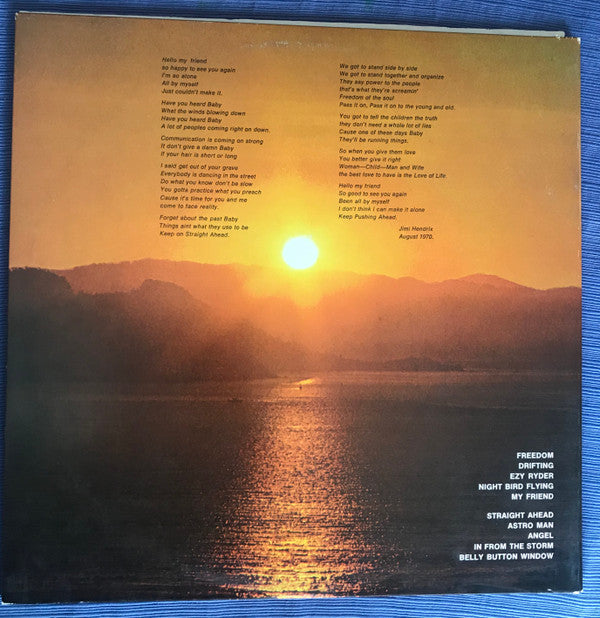 Hello my friend
so happy to see you again
I'm ao alone
All by myself
Just couldn't make it.
Have you heard Baby
What the winds blowing down
Have you heard Baby
A lot of peoples coming right on down.
Communication is coming on strong
It don't give a damn Baby
If your hair is short or long
I said get out of your grave
Everybody is dancing in the street
Do what you know don't be slow
You gotta practice what you preech
Cause it's time for you and me
come to face reality.
Forget about the past Baby
Things aint what they use to be
Keep on Straight Ahead.
We got to stand side by side
We got to stand together and organize
They say power to the people
that's what they're screamin'
Freedom of the soul
Pass it on, Pass it on to the young and old.
You got to tell the children the truth
they don't need a whole lot of lies
Cause one of these days Baby
They'll be running things.
So when you give them love
You better give it right
Woman—Child—Man and Wife
the best love to have is the Love of Life.
Hello my friend
So good to see you again
Been all by myself
I don't think I can make it alone
Keep Pushing Ahead.
Jimi Hendrix
August 1970.
FREEDOM
DRIFTING
EZY RYDER
NIGHT BIRD FLYING
MY FRIEND
STRAIGHT AHEAD
ASTRO MAN
ANGEL
IN FROM THE STORM
BELLY BUTTON WINDOW